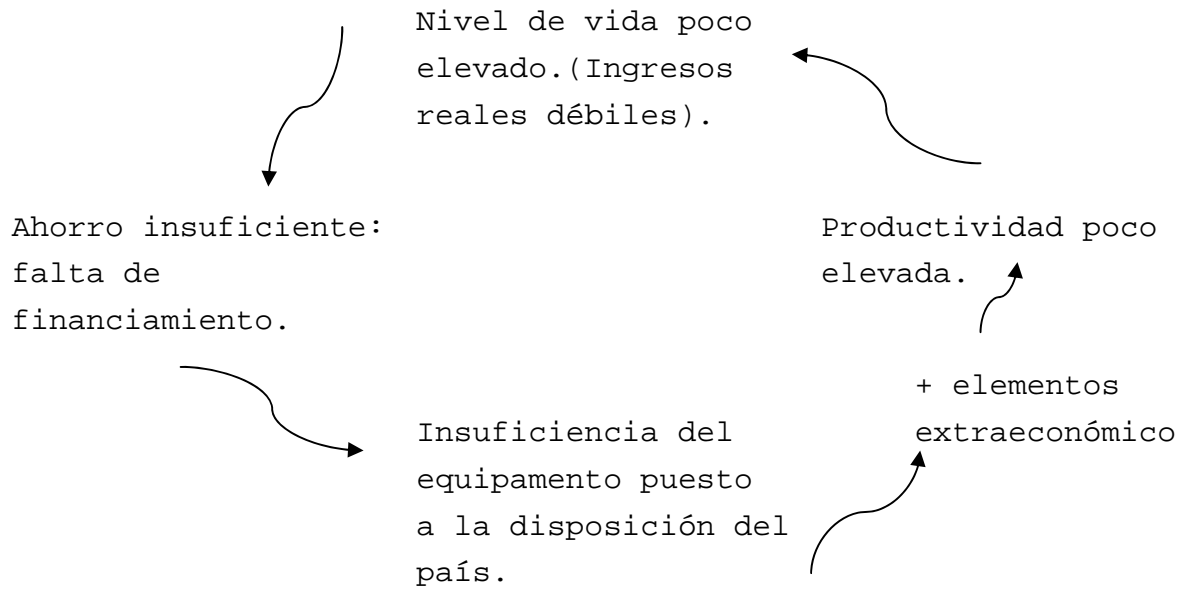 Nivel de vida poco
elevado.(Ingresos
reales débiles).
Ahorro insuficiente:
falta de
financiamiento.
Productividad poco
elevada.
+ elementos
extraeconómico
Insuficiencia del
equipamento puesto
a la disposición del
país.